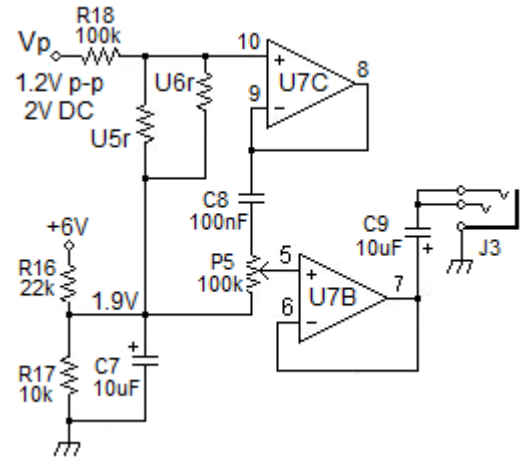 R18
100k
Vp
1.2V p-p
2V DC
U5r
U6r
10
+
U7C
8
9
−
C8
100nF
C9
10uF
+
J3
+6V
R16
22k
1.9V
P5
100k
5
+
U7B
7
6
−
R17
10k
+
C7
10uF